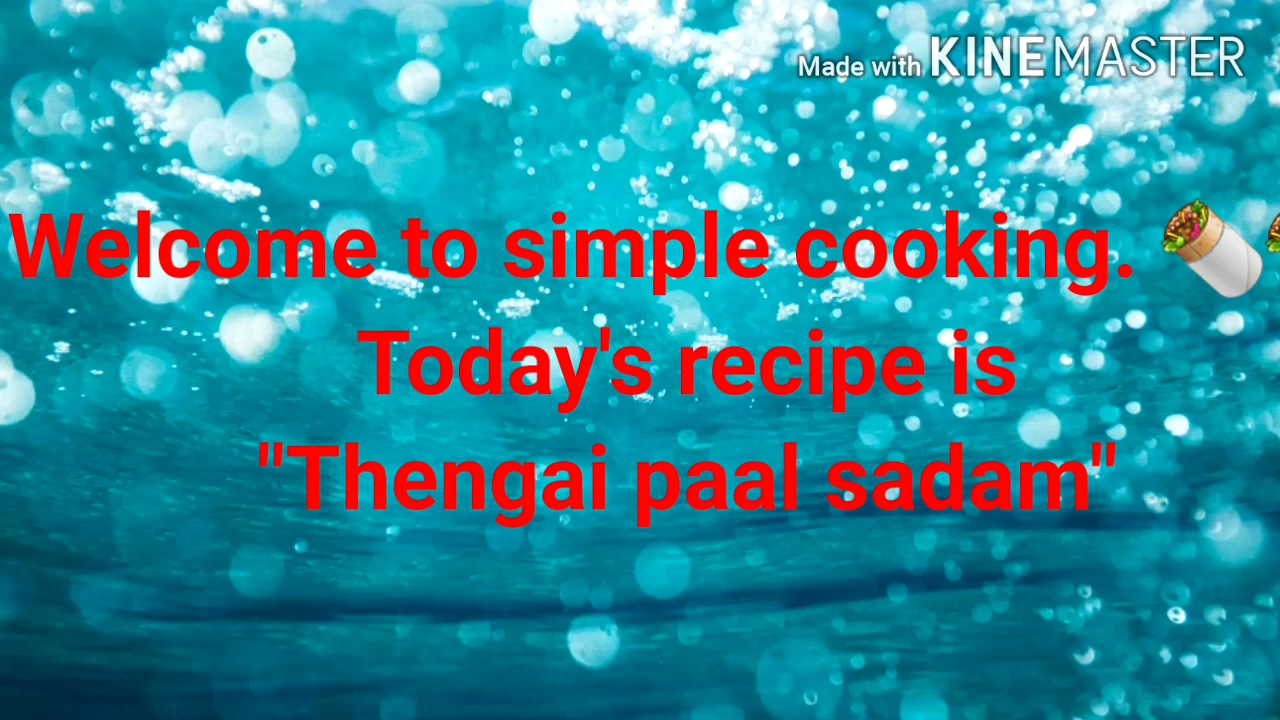 Made with KINEMASTER
Welcome to simple cooking. 🌯
Today's recipe is
"Thengai paal sadam"